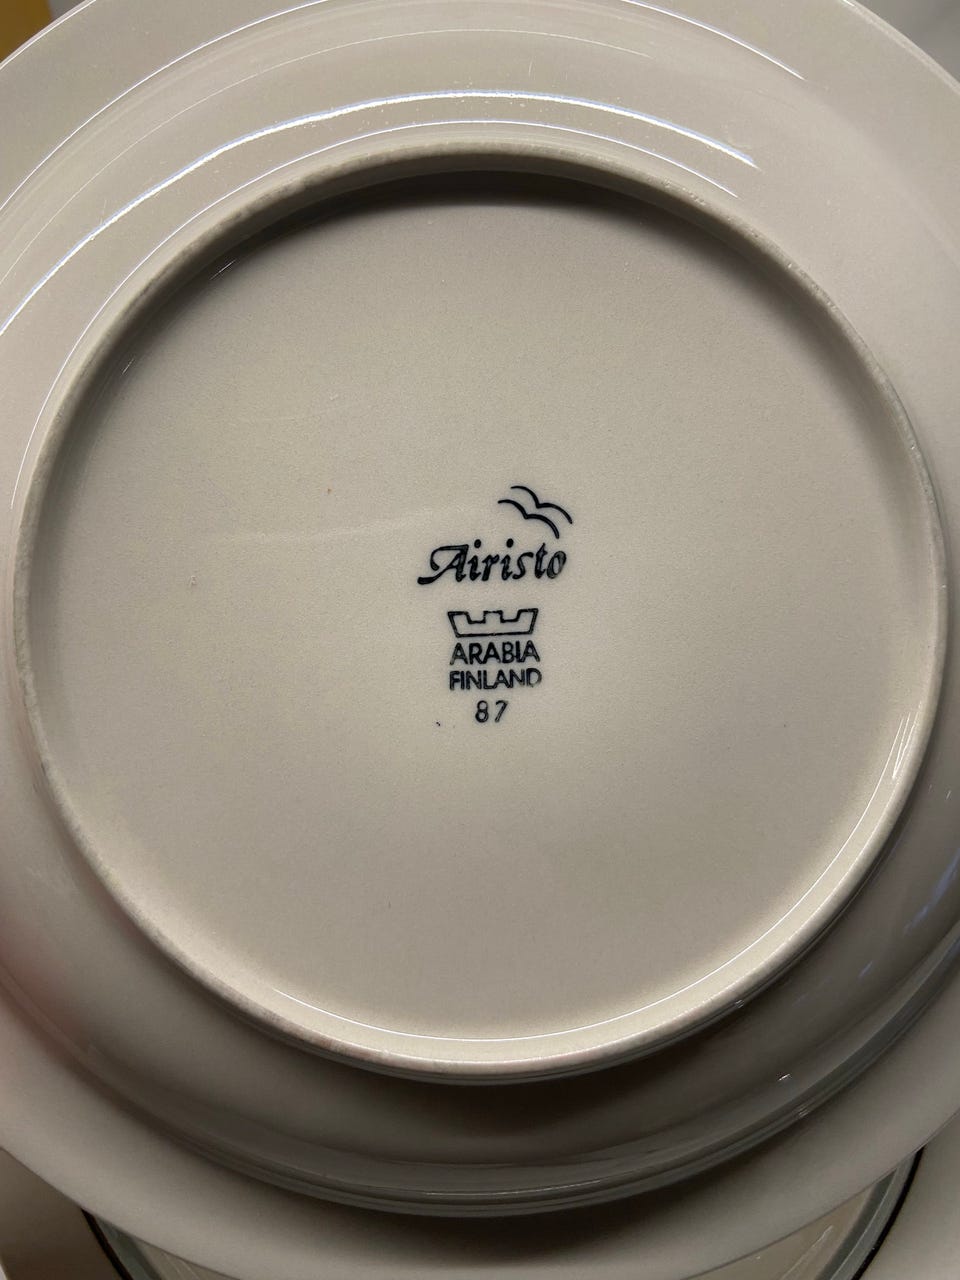 Airisto
ARABIA
FINLAND
87